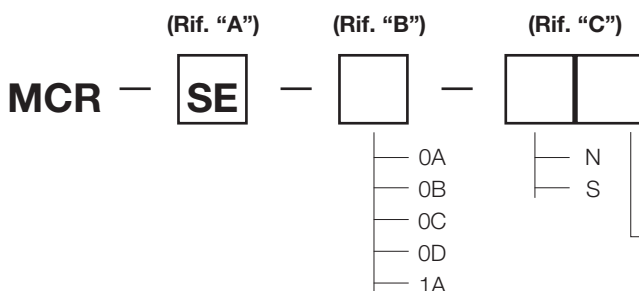 (Rif. “A”) (Rif. “B”) (Rif. “C”)
MCR — SE — —
0A N
0B S
0C
0D
1A